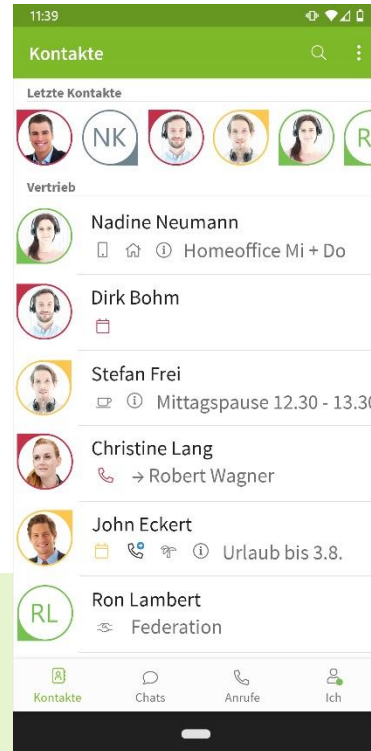 11:39
Kontakte
Letzte Kontakte
NK
R
Vertrieb
Nadine Neumann
Homeoffice Mi + Do
Dirk Bohm
Stefan Frei
Mittagspause 12.30 - 13.30
Christine Lang
→ Robert Wagner
John Eckert
Urlaub bis 3.8.
RL
Ron Lambert
Federation
Kontakte
Chats
Anrufe
Ich